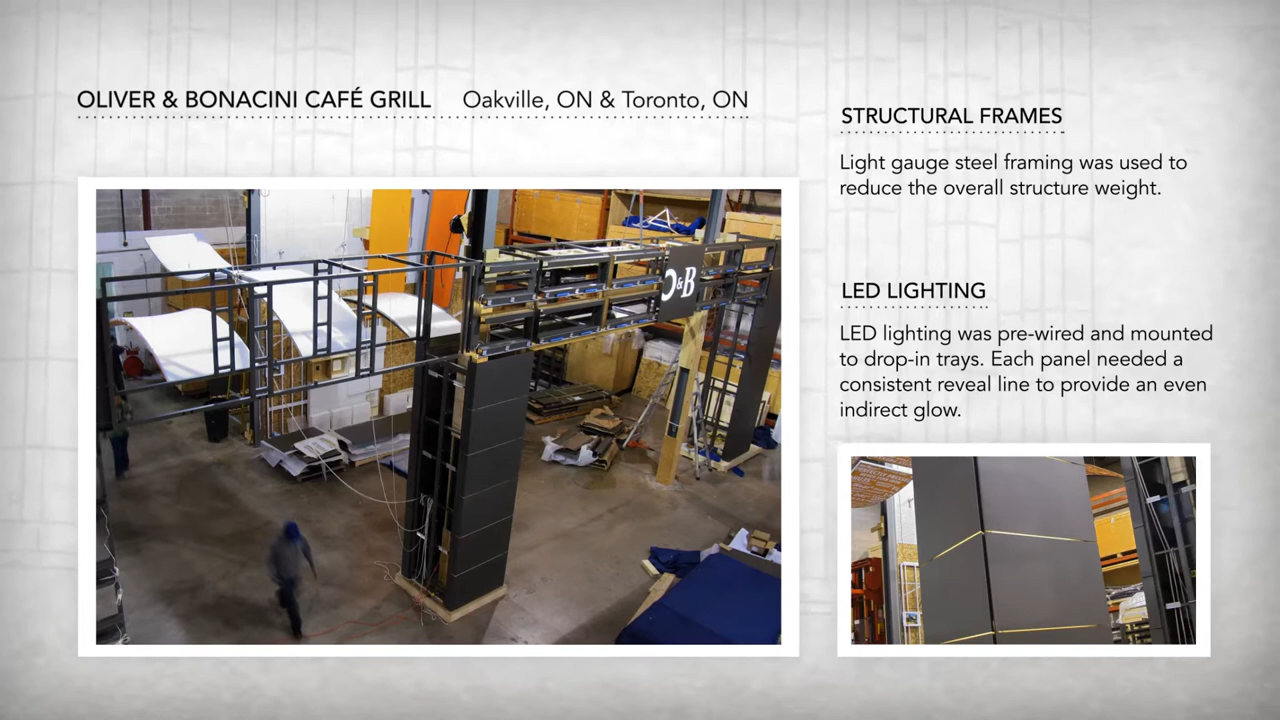 OLIVER & BONACINI CAFÉ GRILL Oakville, ON & Toronto, ON
STRUCTURAL FRAMES
Light gauge steel framing was used to
reduce the overall structure weight.
LED LIGHTING
LED lighting was pre-wired and mounted
to drop-in trays. Each panel needed a
consistent reveal line to provide an even
indirect glow.
O&B